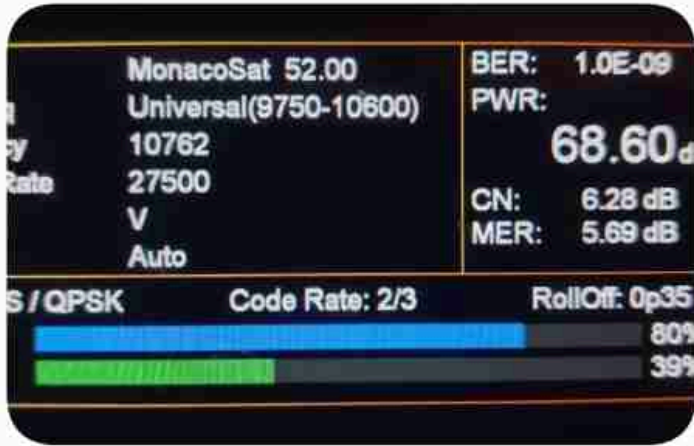 MonacoSat 52.00
Universal(9750-10600)
10762
Rate 27500
V
Auto
BER: 1.0E-09
PWR:
68.60
CN: 6.28 dB
MER: 5.69 dB
S / QPSK Code Rate: 2/3 RollOff: 0p35
80%
39%